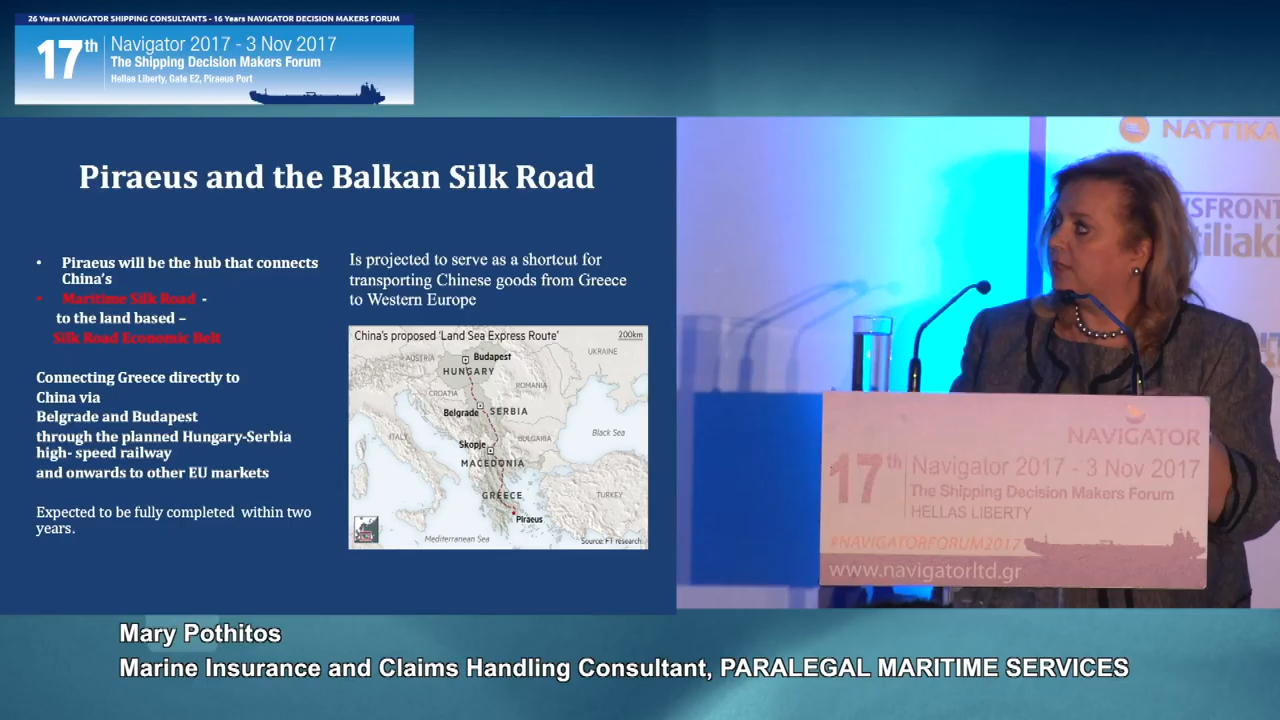 26 Years NAVIGATOR SHIPPING CONSULTANTS - 16 Years NAVIGATOR DECISION MAKERS FORUM
17th
Navigator 2017 - 3 Nov 2017
The Shipping Decision Makers Forum
Hellas Liberty, Gate E2, Piraeus Port
Piraeus and the Balkan Silk Road
• Piraeus will be the hub that connects
China's
• Maritime Silk Road -
to the land based –
Silk Road Economic Belt
Connecting Greece directly to
China via
Belgrade and Budapest
through the planned Hungary-Serbia
high- speed railway
and onwards to other EU markets
Expected to be fully completed within two
years.
Is projected to serve as a shortcut for
transporting Chinese goods from Greece
to Western Europe
China's proposed 'Land Sea Express Route'
200km
AUSTRIA
Budapest
HUNGARY
UKRAINE
ROMANIA
CROATIA
Belgrade
SERBIA
ITALY
Black Sea
Skopje
BULGARIA
MACEDONIA
GREECE
TURKEY
Piraeus
Mediterranean Sea
Source: FT research
NAYTIKA
SFRONT
tiliaki
NAVIGATOR
17th
Navigator 2017 - 3 Nov 2017
The Shipping Decision Makers Forum
HELLAS LIBERTY
#NAVIGATORFORUM2017
www.navigatorltd.gr
Mary Pothitos
Marine Insurance and Claims Handling Consultant, PARALEGAL MARITIME SERVICES